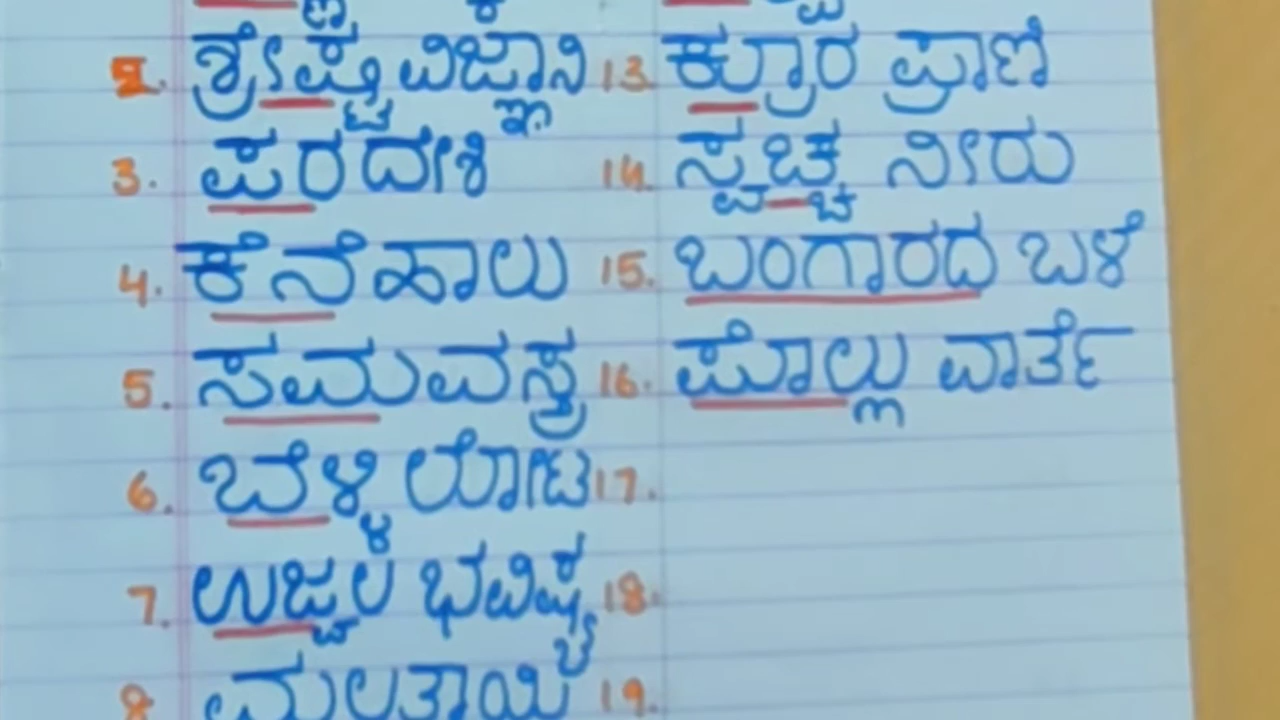 2. ಶ್ರೇಷ್ಟ ವಿಜ್ಞಾನಿ
3. ಪರದೇಶಿ
4. ಕೆನೆಹಾಲು
5. ಸಮವಸ್ತ್ರ
6. ಬೆಳ್ಳಿ ಲೋಟ
7. ಉಜ್ವಲ ಭವಿಷ್ಯ
8. ಮಲತಾಯಿ
13. ಕ್ರೂರ ಪ್ರಾಣಿ
14. ಸ್ವಚ್ಚ ನೀರು
15. ಬಂಗಾರದ ಬಳೆ
16. ಪೊಲ್ಲು ವಾರ್ತೆ
17.
18.
19.